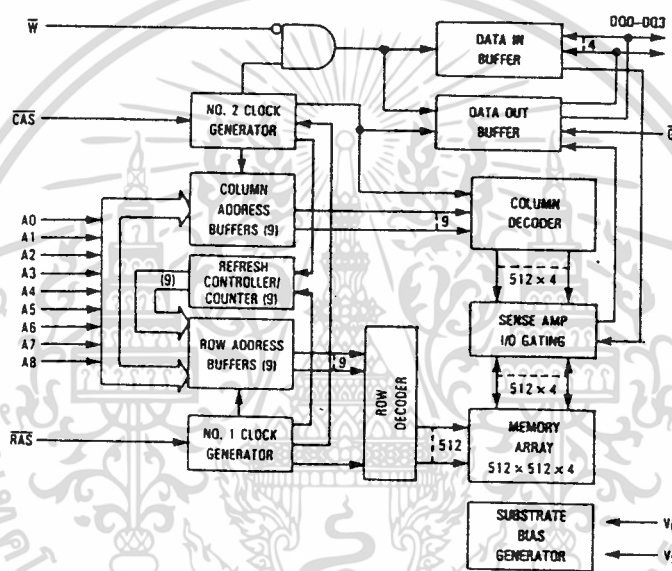 W
DQ0-DQ3
DATA IN
BUFFER
4
CAS
NO. 2 CLOCK
GENERATOR
DATA OUT
BUFFER
COLUMN
ADDRESS
BUFFERS (9)
9
COLUMN
DECODER
A0
A1
A2
A3
A4
A5
A6
A7
A8
(9)
REFRESH
CONTROLLER/
COUNTER (9)
512 × 4
SENSE AMP
I/O GATING
ROW ADDRESS
BUFFERS (9)
9
ROW
DECODER
512 × 4
RAS
NO. 1 CLOCK
GENERATOR
512
MEMORY
ARRAY
512 × 512 × 4
SUBSTRATE
BIAS
GENERATOR